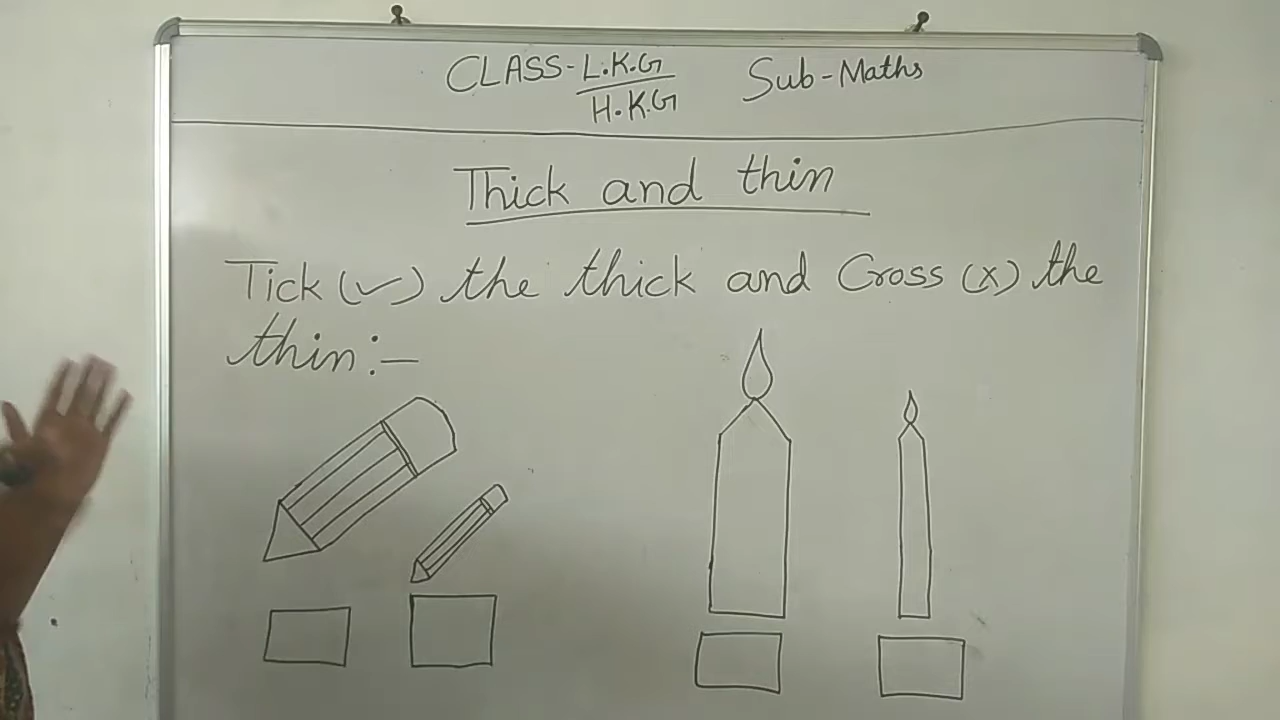 CLASS-L.K.G Sub-Maths
H.K.G
Thick and thin
Tick (✓) the thick and Cross (x) the
thin:-